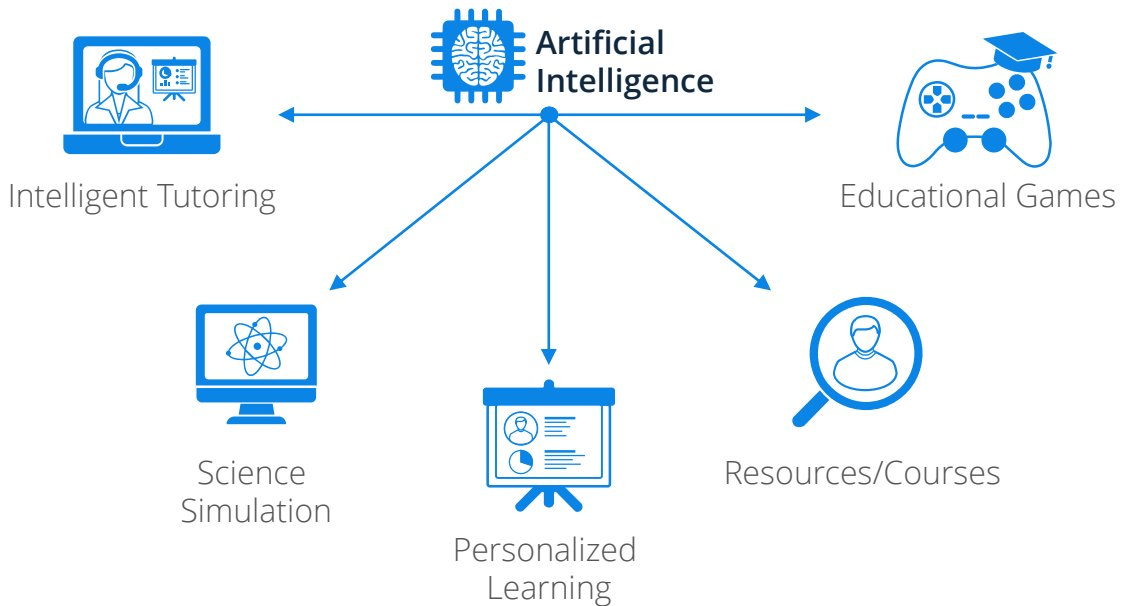 Artificial
Intelligence
Intelligent Tutoring
Educational Games
Science
Simulation
Resources/Courses
Personalized
Learning